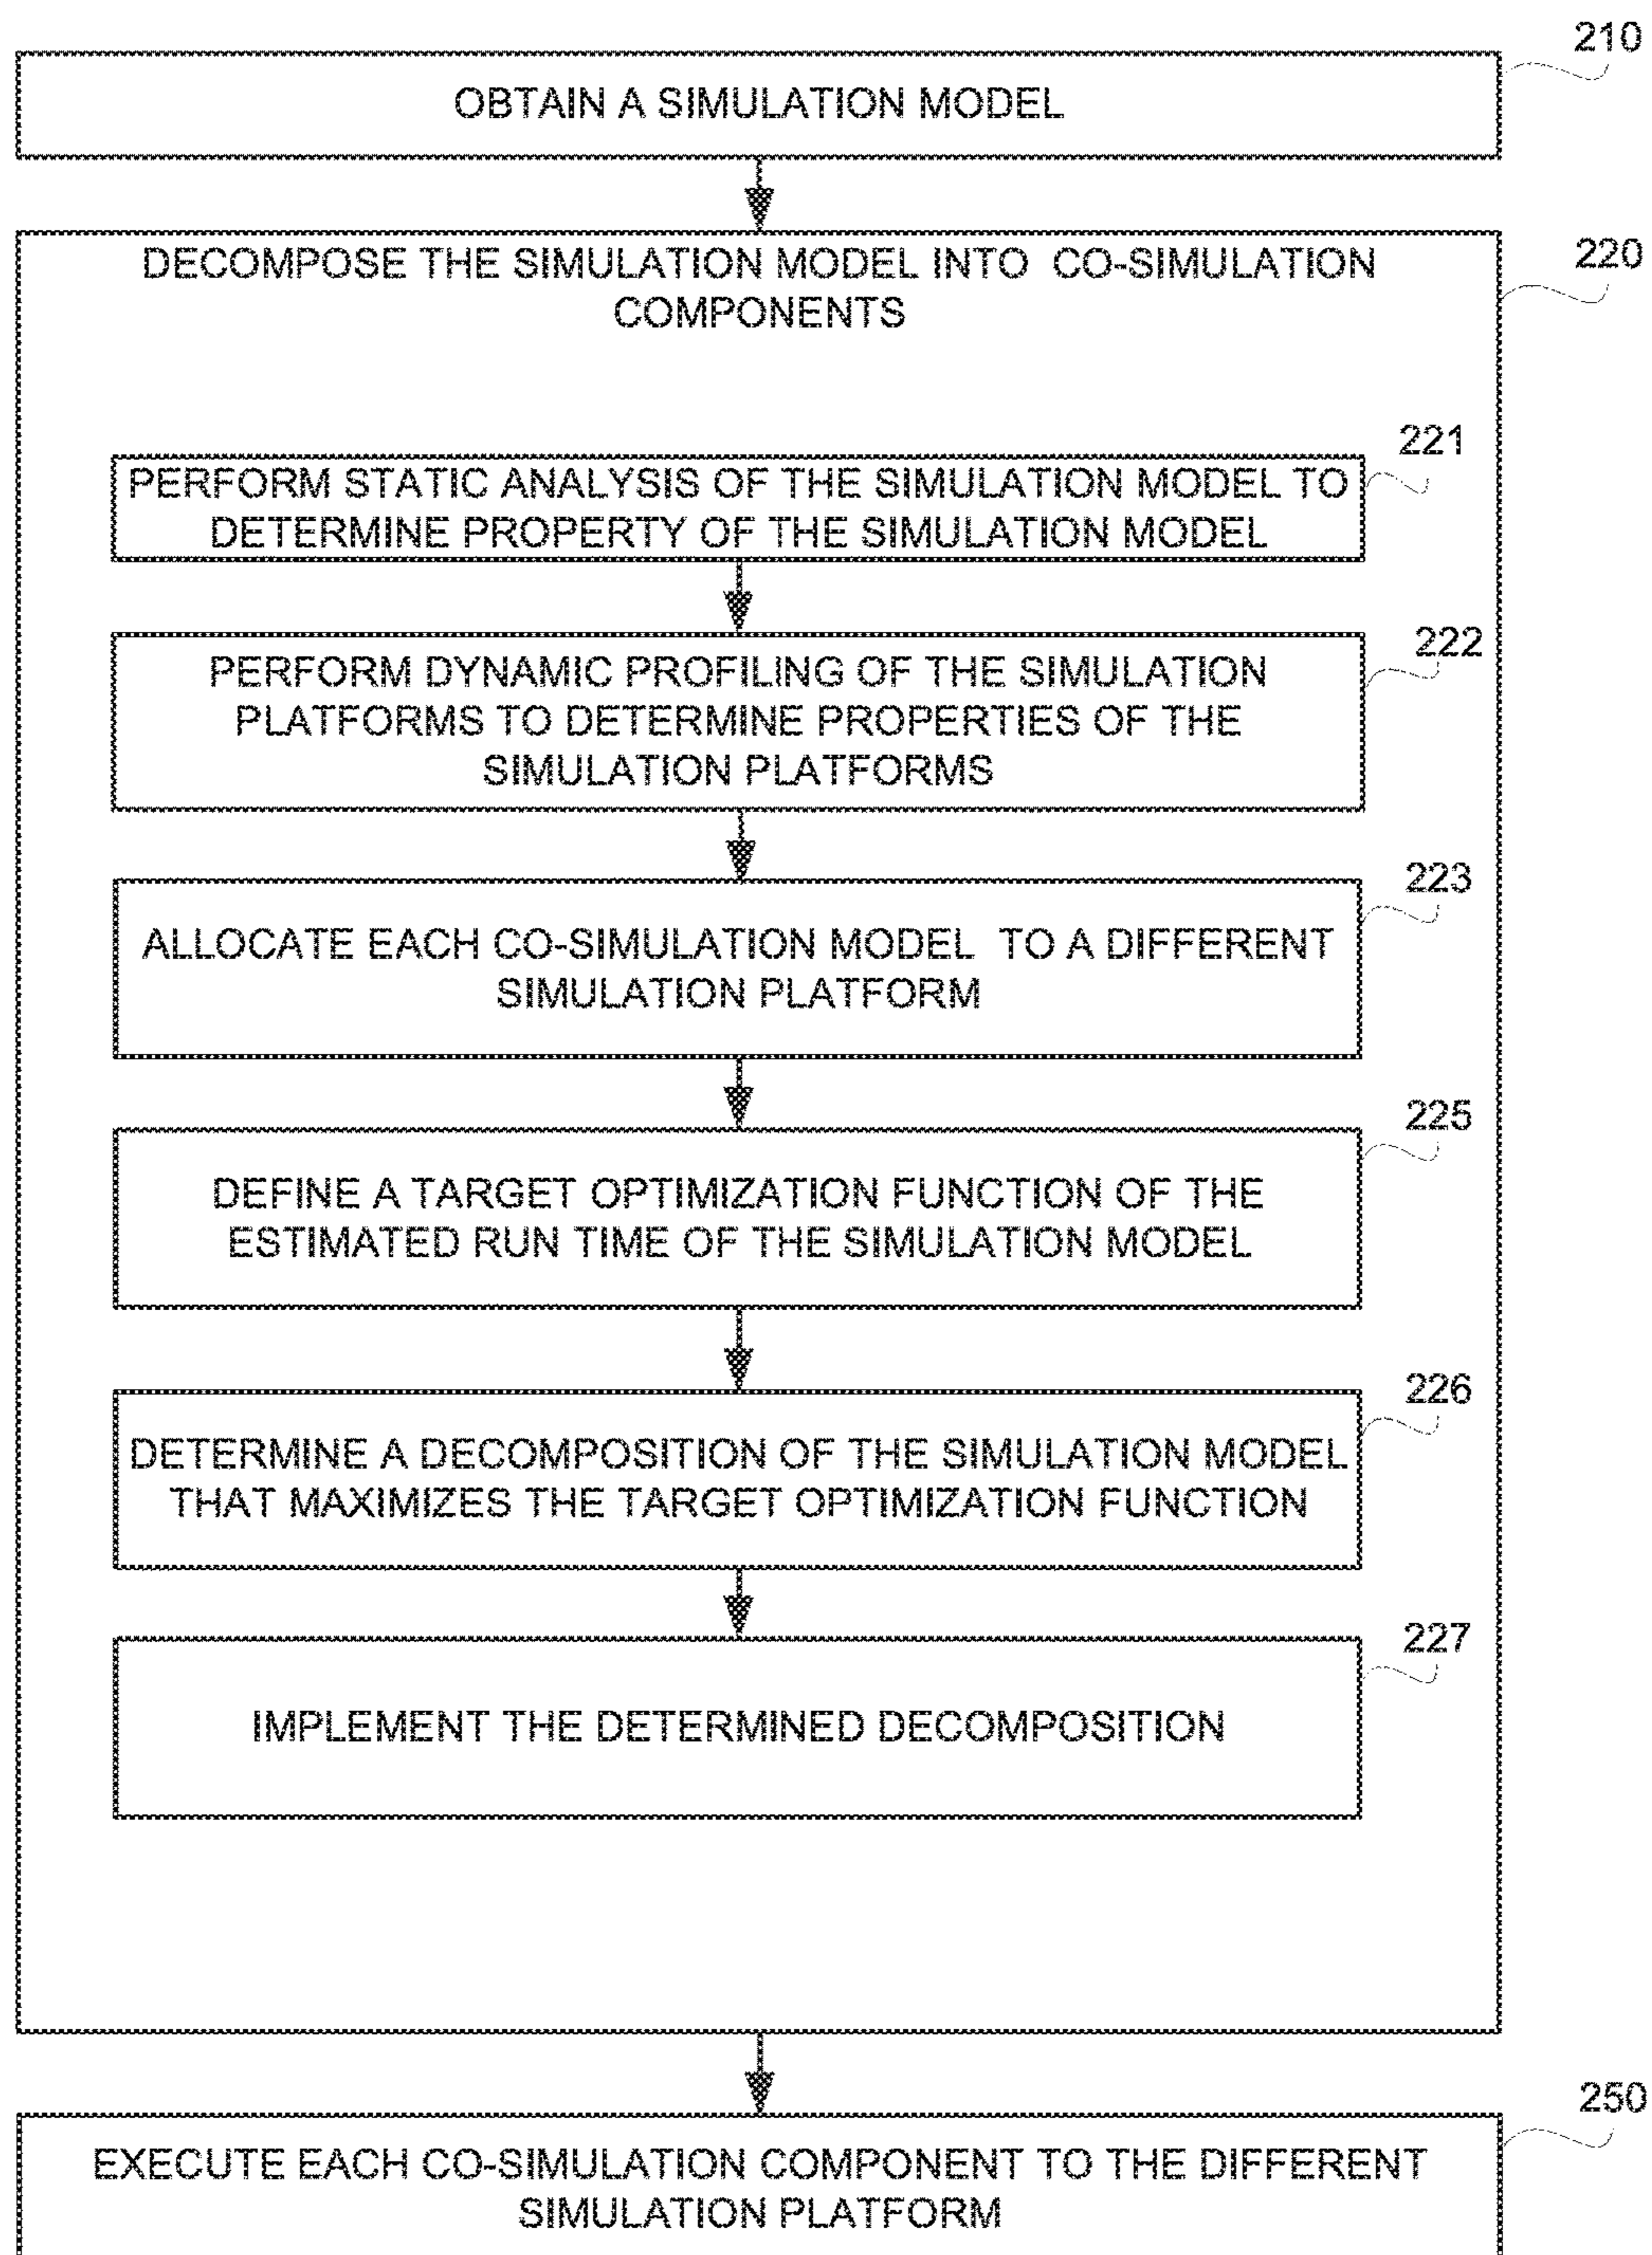 210
OBTAIN A SIMULATION MODEL
220
DECOMPOSE THE SIMULATION MODEL INTO CO-SIMULATION
COMPONENTS
221
PERFORM STATIC ANALYSIS OF THE SIMULATION MODEL TO
DETERMINE PROPERTY OF THE SIMULATION MODEL
222
PERFORM DYNAMIC PROFILING OF THE SIMULATION
PLATFORMS TO DETERMINE PROPERTIES OF THE
SIMULATION PLATFORMS
223
ALLOCATE EACH CO-SIMULATION MODEL TO A DIFFERENT
SIMULATION PLATFORM
225
DEFINE A TARGET OPTIMIZATION FUNCTION OF THE
ESTIMATED RUN TIME OF THE SIMULATION MODEL
226
DETERMINE A DECOMPOSITION OF THE SIMULATION MODEL
THAT MAXIMIZES THE TARGET OPTIMIZATION FUNCTION
227
IMPLEMENT THE DETERMINED DECOMPOSITION
250
EXECUTE EACH CO-SIMULATION COMPONENT TO THE DIFFERENT
SIMULATION PLATFORM